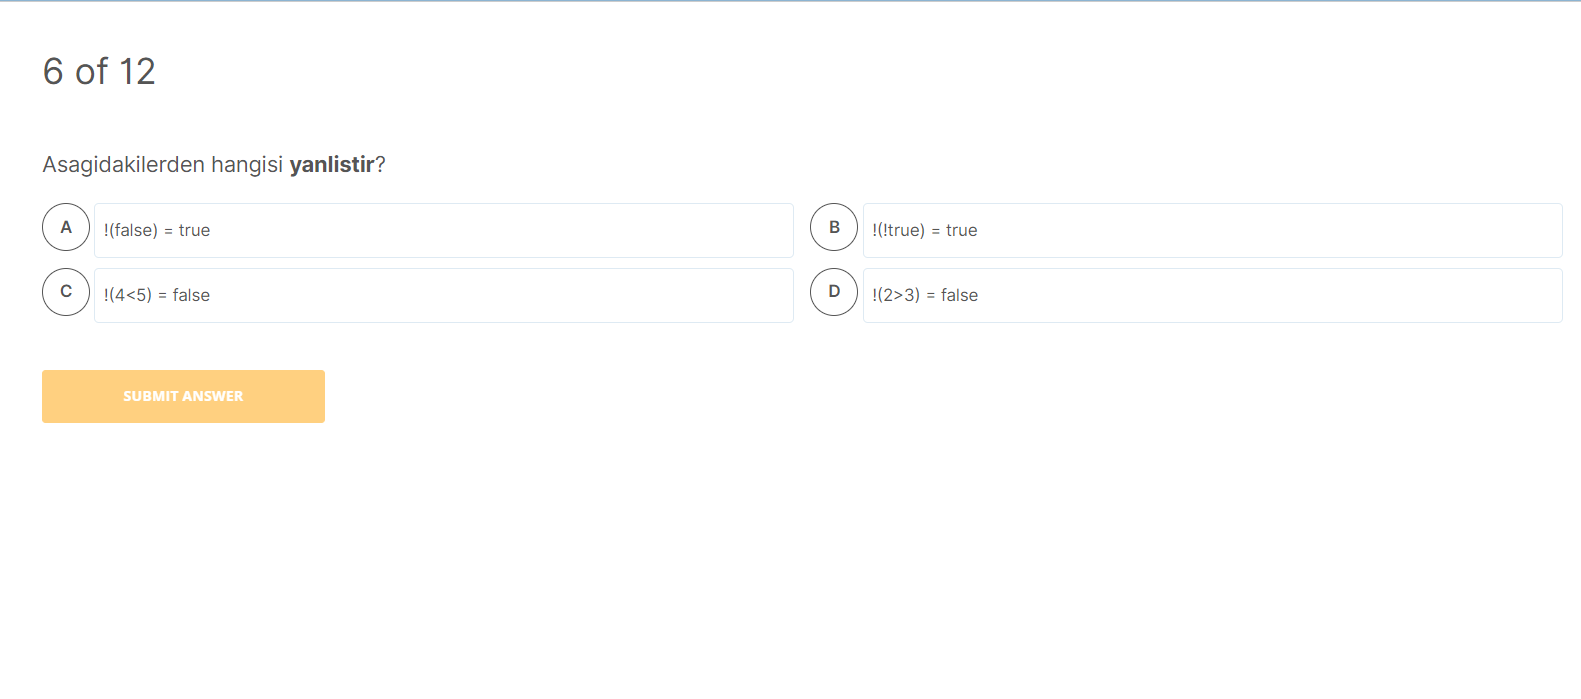 6 of 12
Asagidakilerden hangisi yanlistir?
A !(false) = true
B !(!true) = true
C !(4<5) = false
D !(2>3) = false
SUBMIT ANSWER